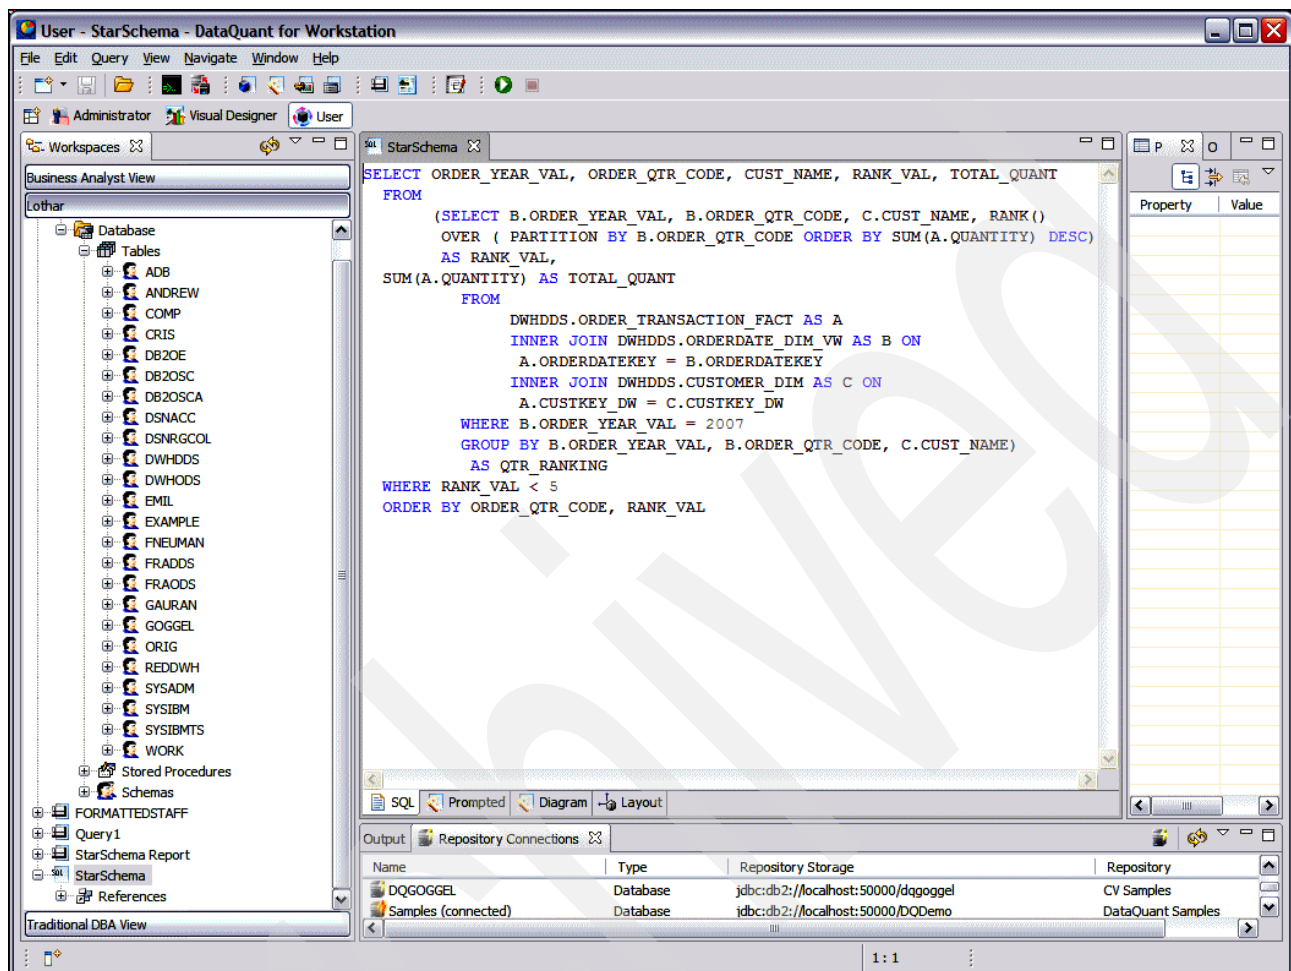 User - StarSchema - DataQuant for Workstation
File Edit Query View Navigate Window Help
Administrator Visual Designer User
Workspaces
Business Analyst View
Lothar
Database
Tables
ADB
ANDREW
COMP
CRIS
DB2OE
DB2OSC
DB2OSCA
DSNACC
DSNRGCOL
DWHDDS
DWHODS
EMIL
EXAMPLE
FNEUMAN
FRADDS
FRAODS
GAURAN
GOGGEL
ORIG
REDDWH
SYSADM
SYSIBM
SYSIBMTS
WORK
Stored Procedures
Schemas
FORMATTEDSTAFF
Query1
StarSchema Report
StarSchema
References
Traditional DBA View
StarSchema
SELECT ORDER_YEAR_VAL, ORDER_QTR_CODE, CUST_NAME, RANK_VAL, TOTAL_QUANT
FROM
(SELECT B.ORDER_YEAR_VAL, B.ORDER_QTR_CODE, C.CUST_NAME, RANK()
OVER ( PARTITION BY B.ORDER_QTR_CODE ORDER BY SUM(A.QUANTITY) DESC)
AS RANK_VAL,
SUM(A.QUANTITY) AS TOTAL_QUANT
FROM
DWHDDS.ORDER_TRANSACTION_FACT AS A
INNER JOIN DWHDDS.ORDERDATE_DIM_VW AS B ON
A.ORDERDATEKEY = B.ORDERDATEKEY
INNER JOIN DWHDDS.CUSTOMER_DIM AS C ON
A.CUSTKEY_DW = C.CUSTKEY_DW
WHERE B.ORDER_YEAR_VAL = 2007
GROUP BY B.ORDER_YEAR_VAL, B.ORDER_QTR_CODE, C.CUST_NAME)
AS QTR_RANKING
WHERE RANK_VAL < 5
ORDER BY ORDER_QTR_CODE, RANK_VAL
SQL Prompted Diagram Layout
P O
Property Value
Output Repository Connections
Name Type Repository Storage Repository
DQGOGGEL Database jdbc:db2://localhost:50000/dqgoggel CV Samples
Samples (connected) Database jdbc:db2://localhost:50000/DQDemo DataQuant Samples
1:1
hived